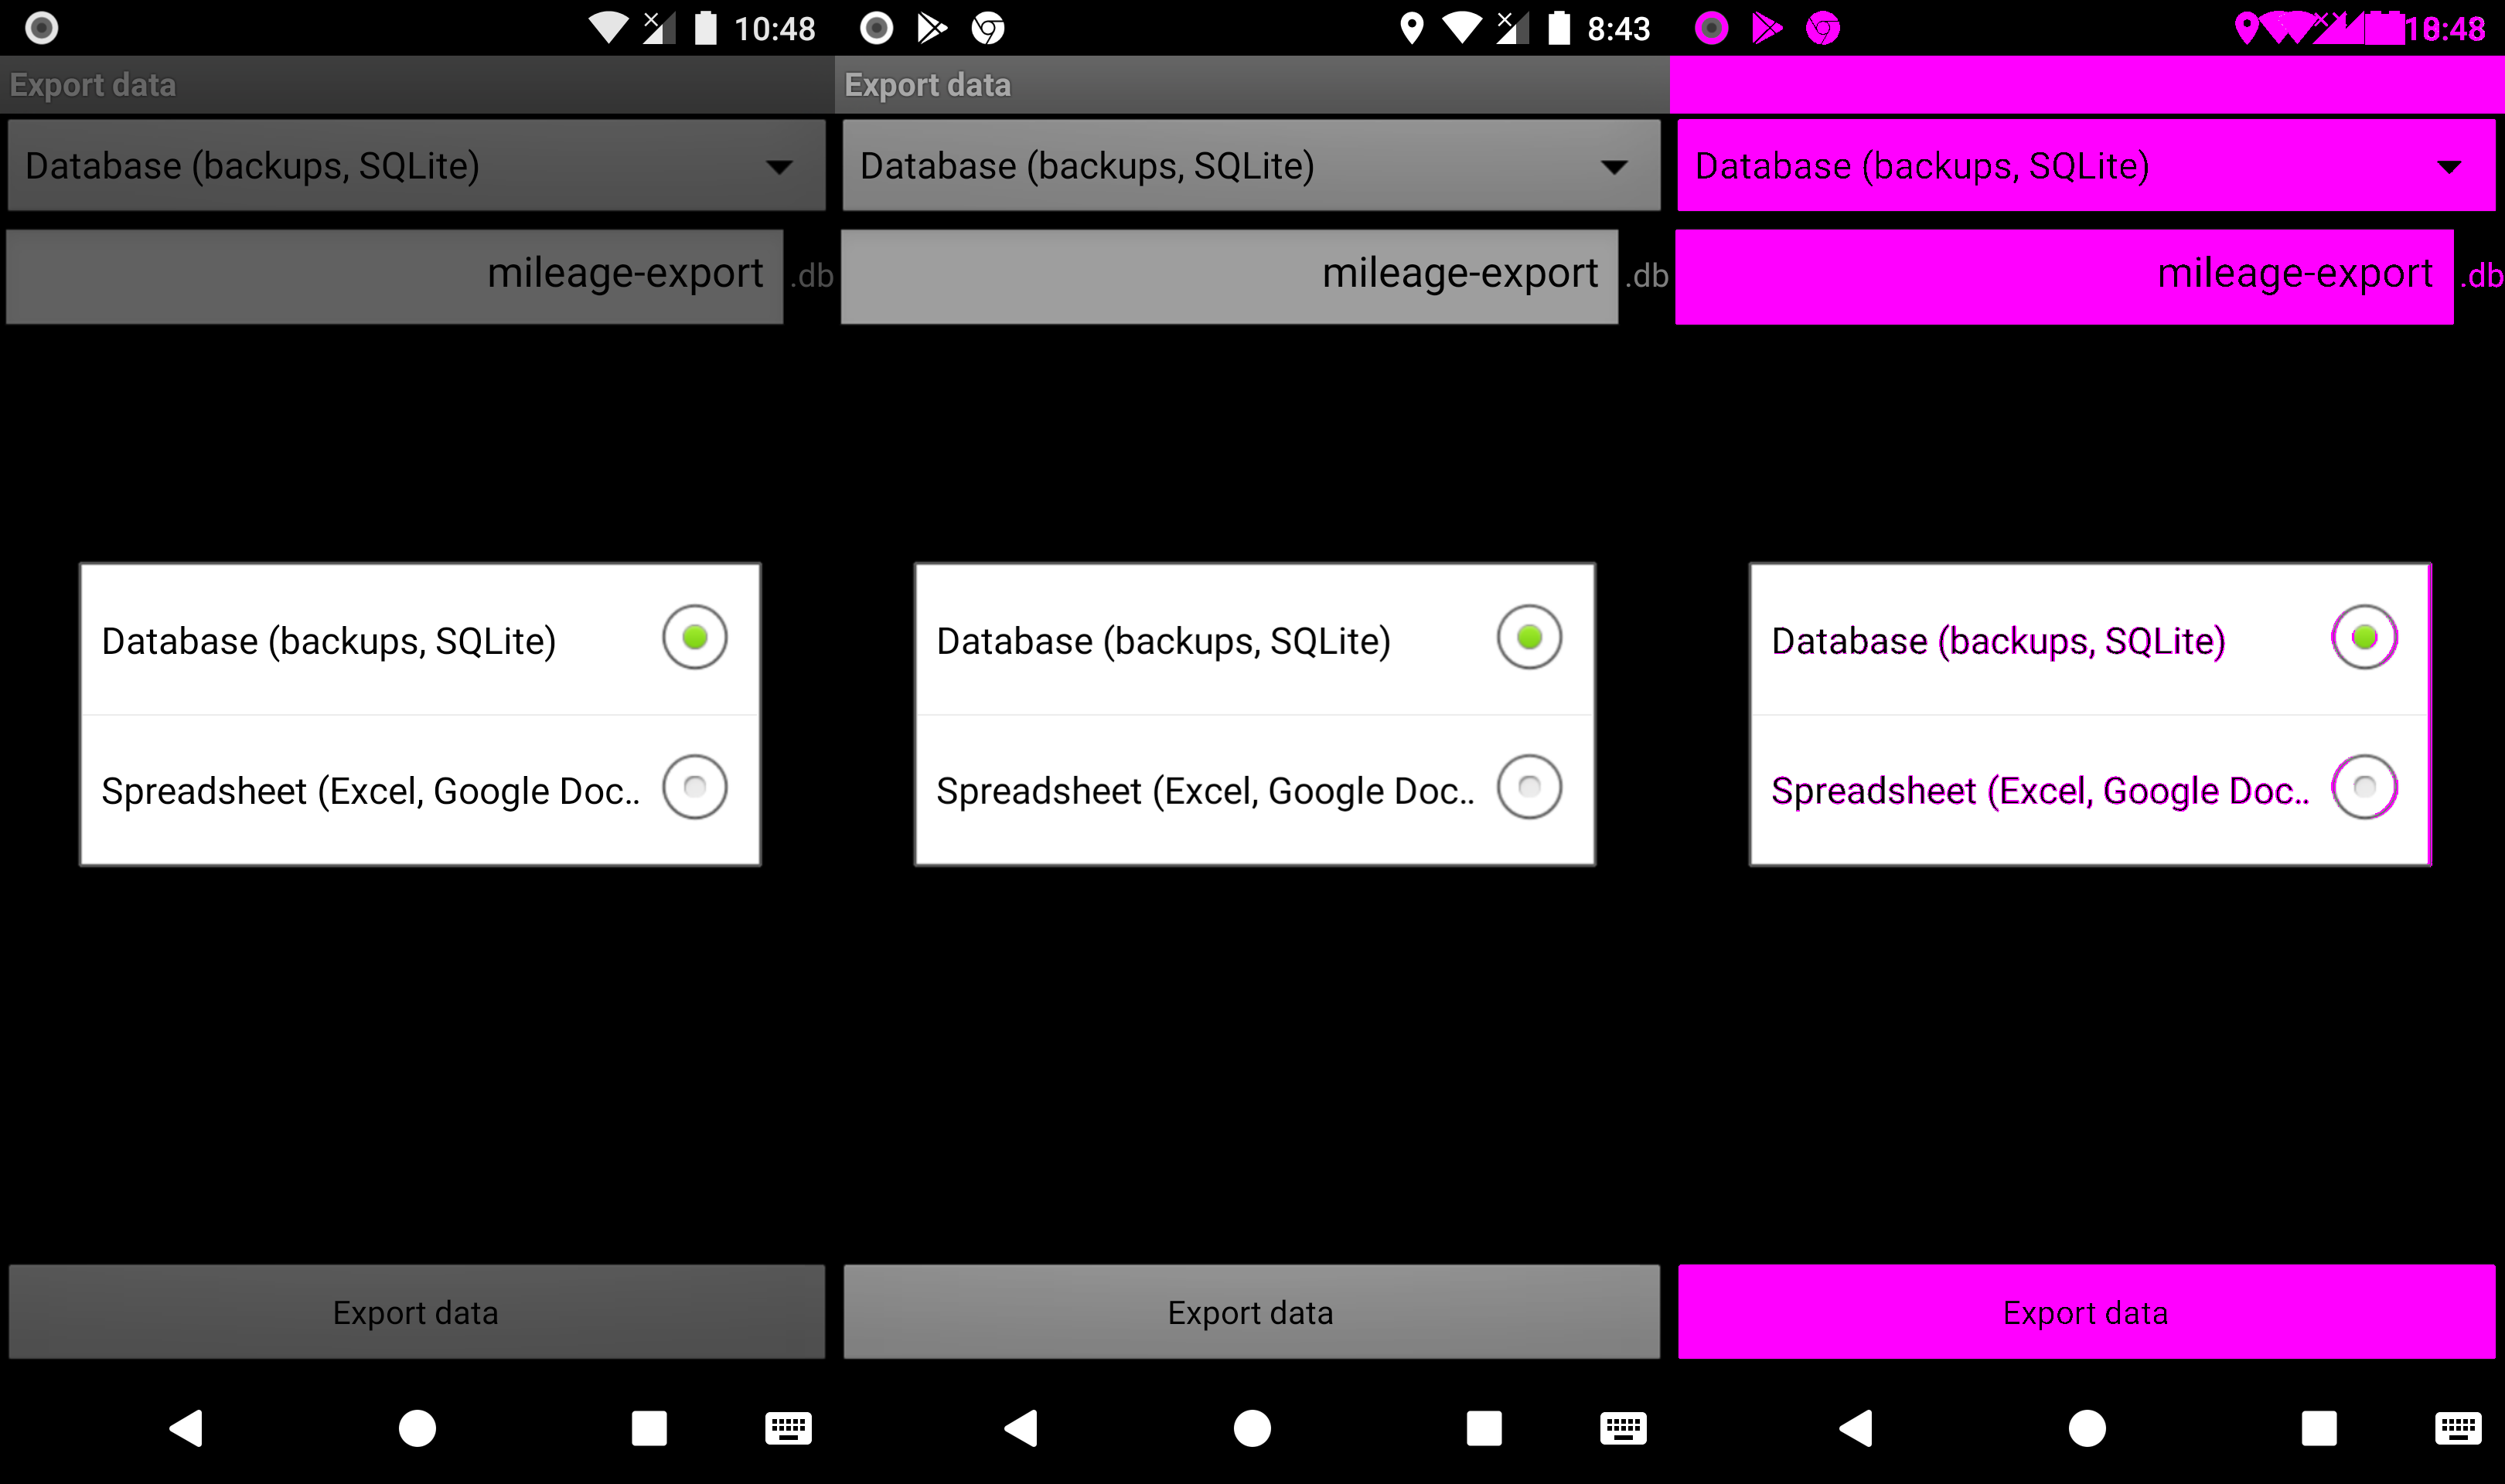 10:48
Export data
Database (backups, SQLite)
mileage-export .db
Database (backups, SQLite)
Spreadsheet (Excel, Google Doc..
Export data
8:43
Export data
Database (backups, SQLite)
mileage-export .db
Database (backups, SQLite)
Spreadsheet (Excel, Google Doc..
Export data
Database (backups, SQLite)
mileage-export .db
Database (backups, SQLite)
Spreadsheet (Excel, Google Doc..
Export data